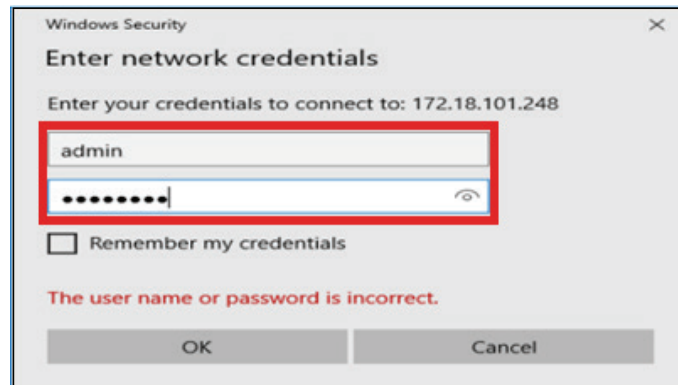 Windows Security
Enter network credentials
Enter your credentials to connect to: 172.18.101.248
admin
••••••••
Remember my credentials
The user name or password is incorrect.
OK
Cancel